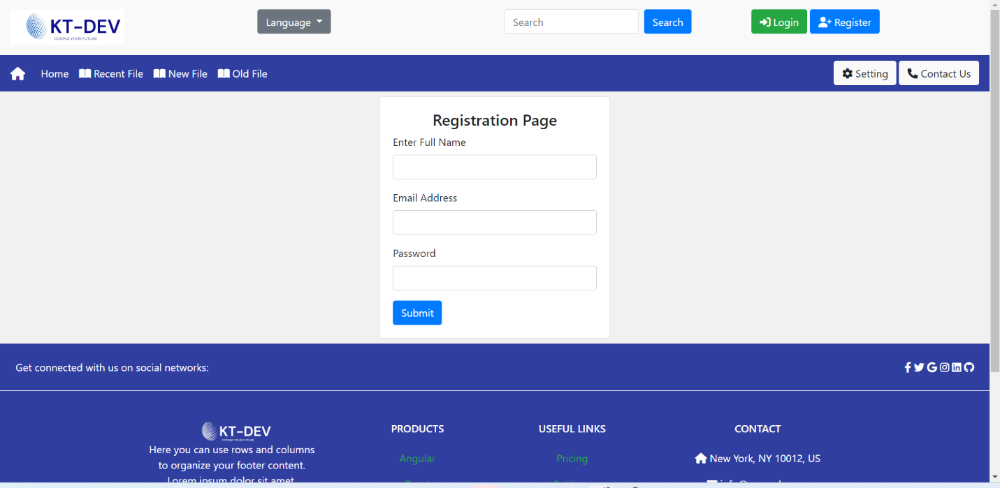 KT-DEV
CODING YOUR FUTURE
Language
Search
Search
Login
Register
Home
Recent File
New File
Old File
Setting
Contact Us
Registration Page
Enter Full Name
Email Address
Password
Submit
Get connected with us on social networks:
KT-DEV
CODING YOUR FUTURE
Here you can use rows and columns
to organize your footer content.
Lorem ipsum dolor sit amet
PRODUCTS
Angular
USEFUL LINKS
Pricing
CONTACT
New York, NY 10012, US